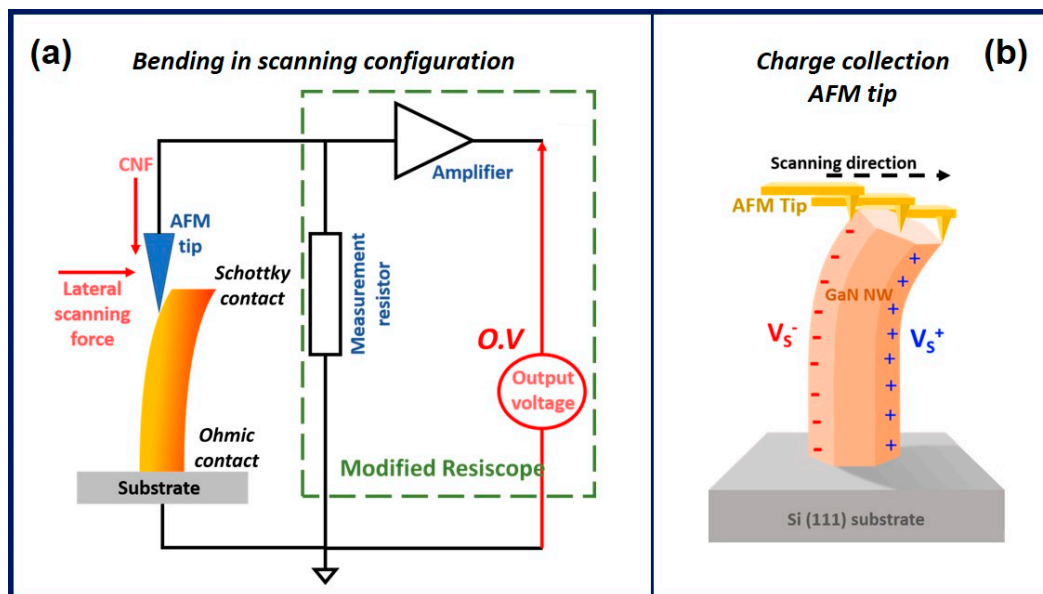 (a)
Bending in scanning configuration
CNF
AFM
tip
Lateral
scanning
force
Schottky
contact
Ohmic
contact
Substrate
Measurement
resistor
Amplifier
O.V
Output
voltage
Modified Resiscope
(b)
Charge collection
AFM tip
Scanning direction
AFM Tip
GaN NW
- - - - - - - - -
+ + + + + + + +
Vs-
Vs+
Si (111) substrate